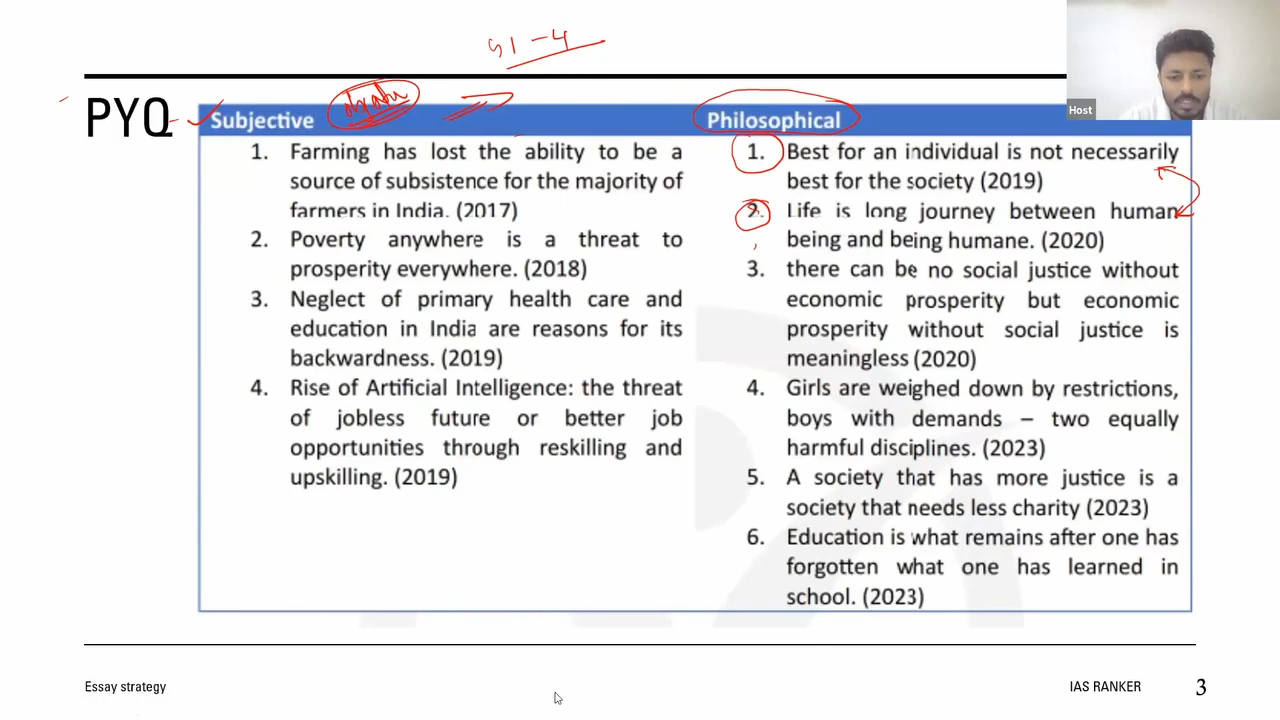 51-4
Host
PYQ
Subjective
Philosophical
1. Farming has lost the ability to be a
source of subsistence for the majority of
farmers in India. (2017)
2. Poverty anywhere is a threat to
prosperity everywhere. (2018)
3. Neglect of primary health care and
education in India are reasons for its
backwardness. (2019)
4. Rise of Artificial Intelligence: the threat
of jobless future or better job
opportunities through reskilling and
upskilling. (2019)
1. Best for an individual is not necessarily
best for the society (2019)
2. Life is long journey between human
being and being humane. (2020)
3. there can be no social justice without
economic prosperity but economic
prosperity without social justice is
meaningless (2020)
4. Girls are weighed down by restrictions,
boys with demands – two equally
harmful disciplines. (2023)
5. A society that has more justice is a
society that needs less charity (2023)
6. Education is what remains after one has
forgotten what one has learned in
school. (2023)
Essay strategy
IAS RANKER
3